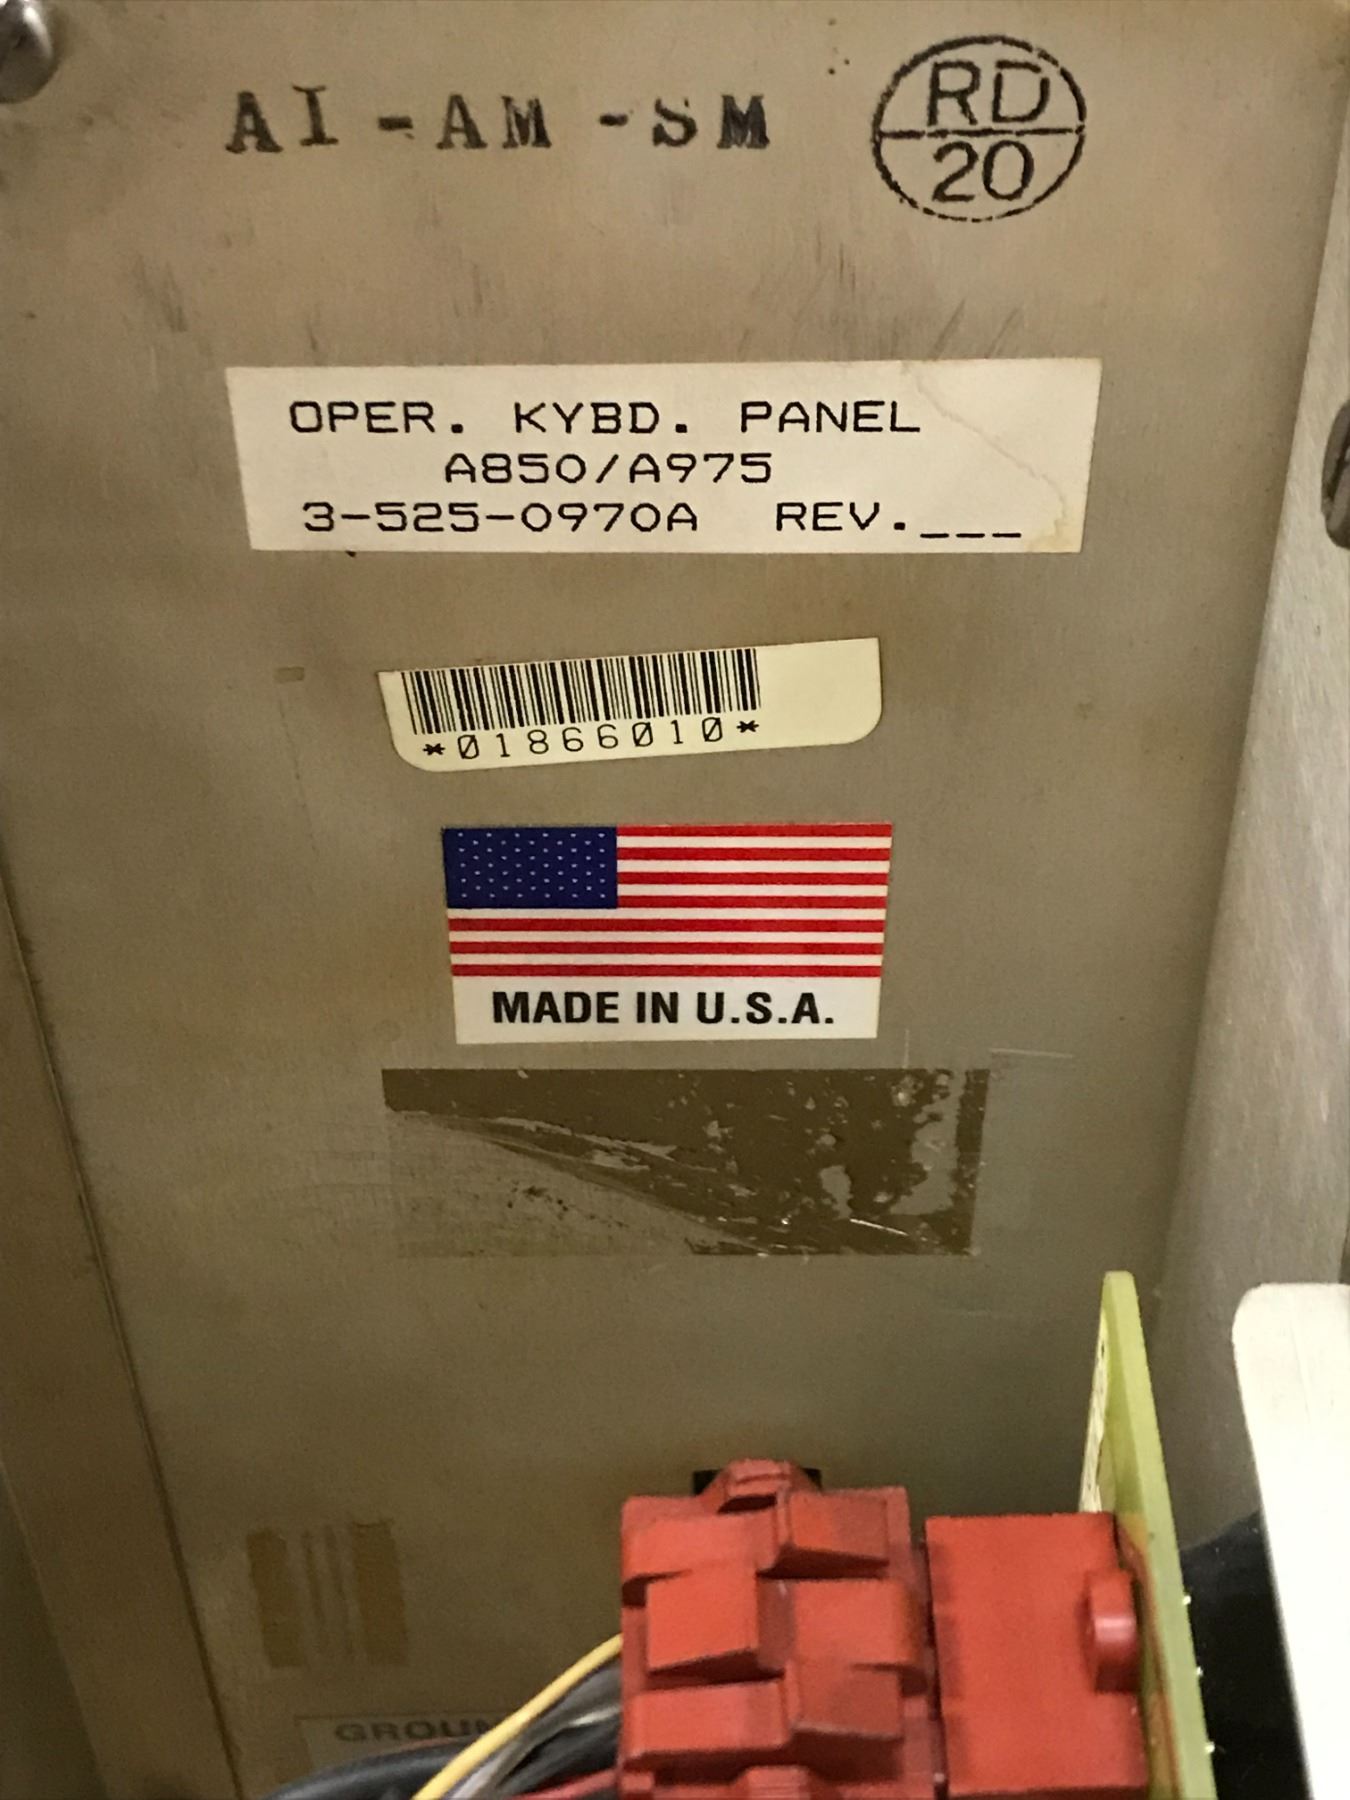 AI-AM-SM
RD
20
OPER. KYBD. PANEL
A850/A975
3-525-0970A REV.___
*01866010*
MADE IN U.S.A.